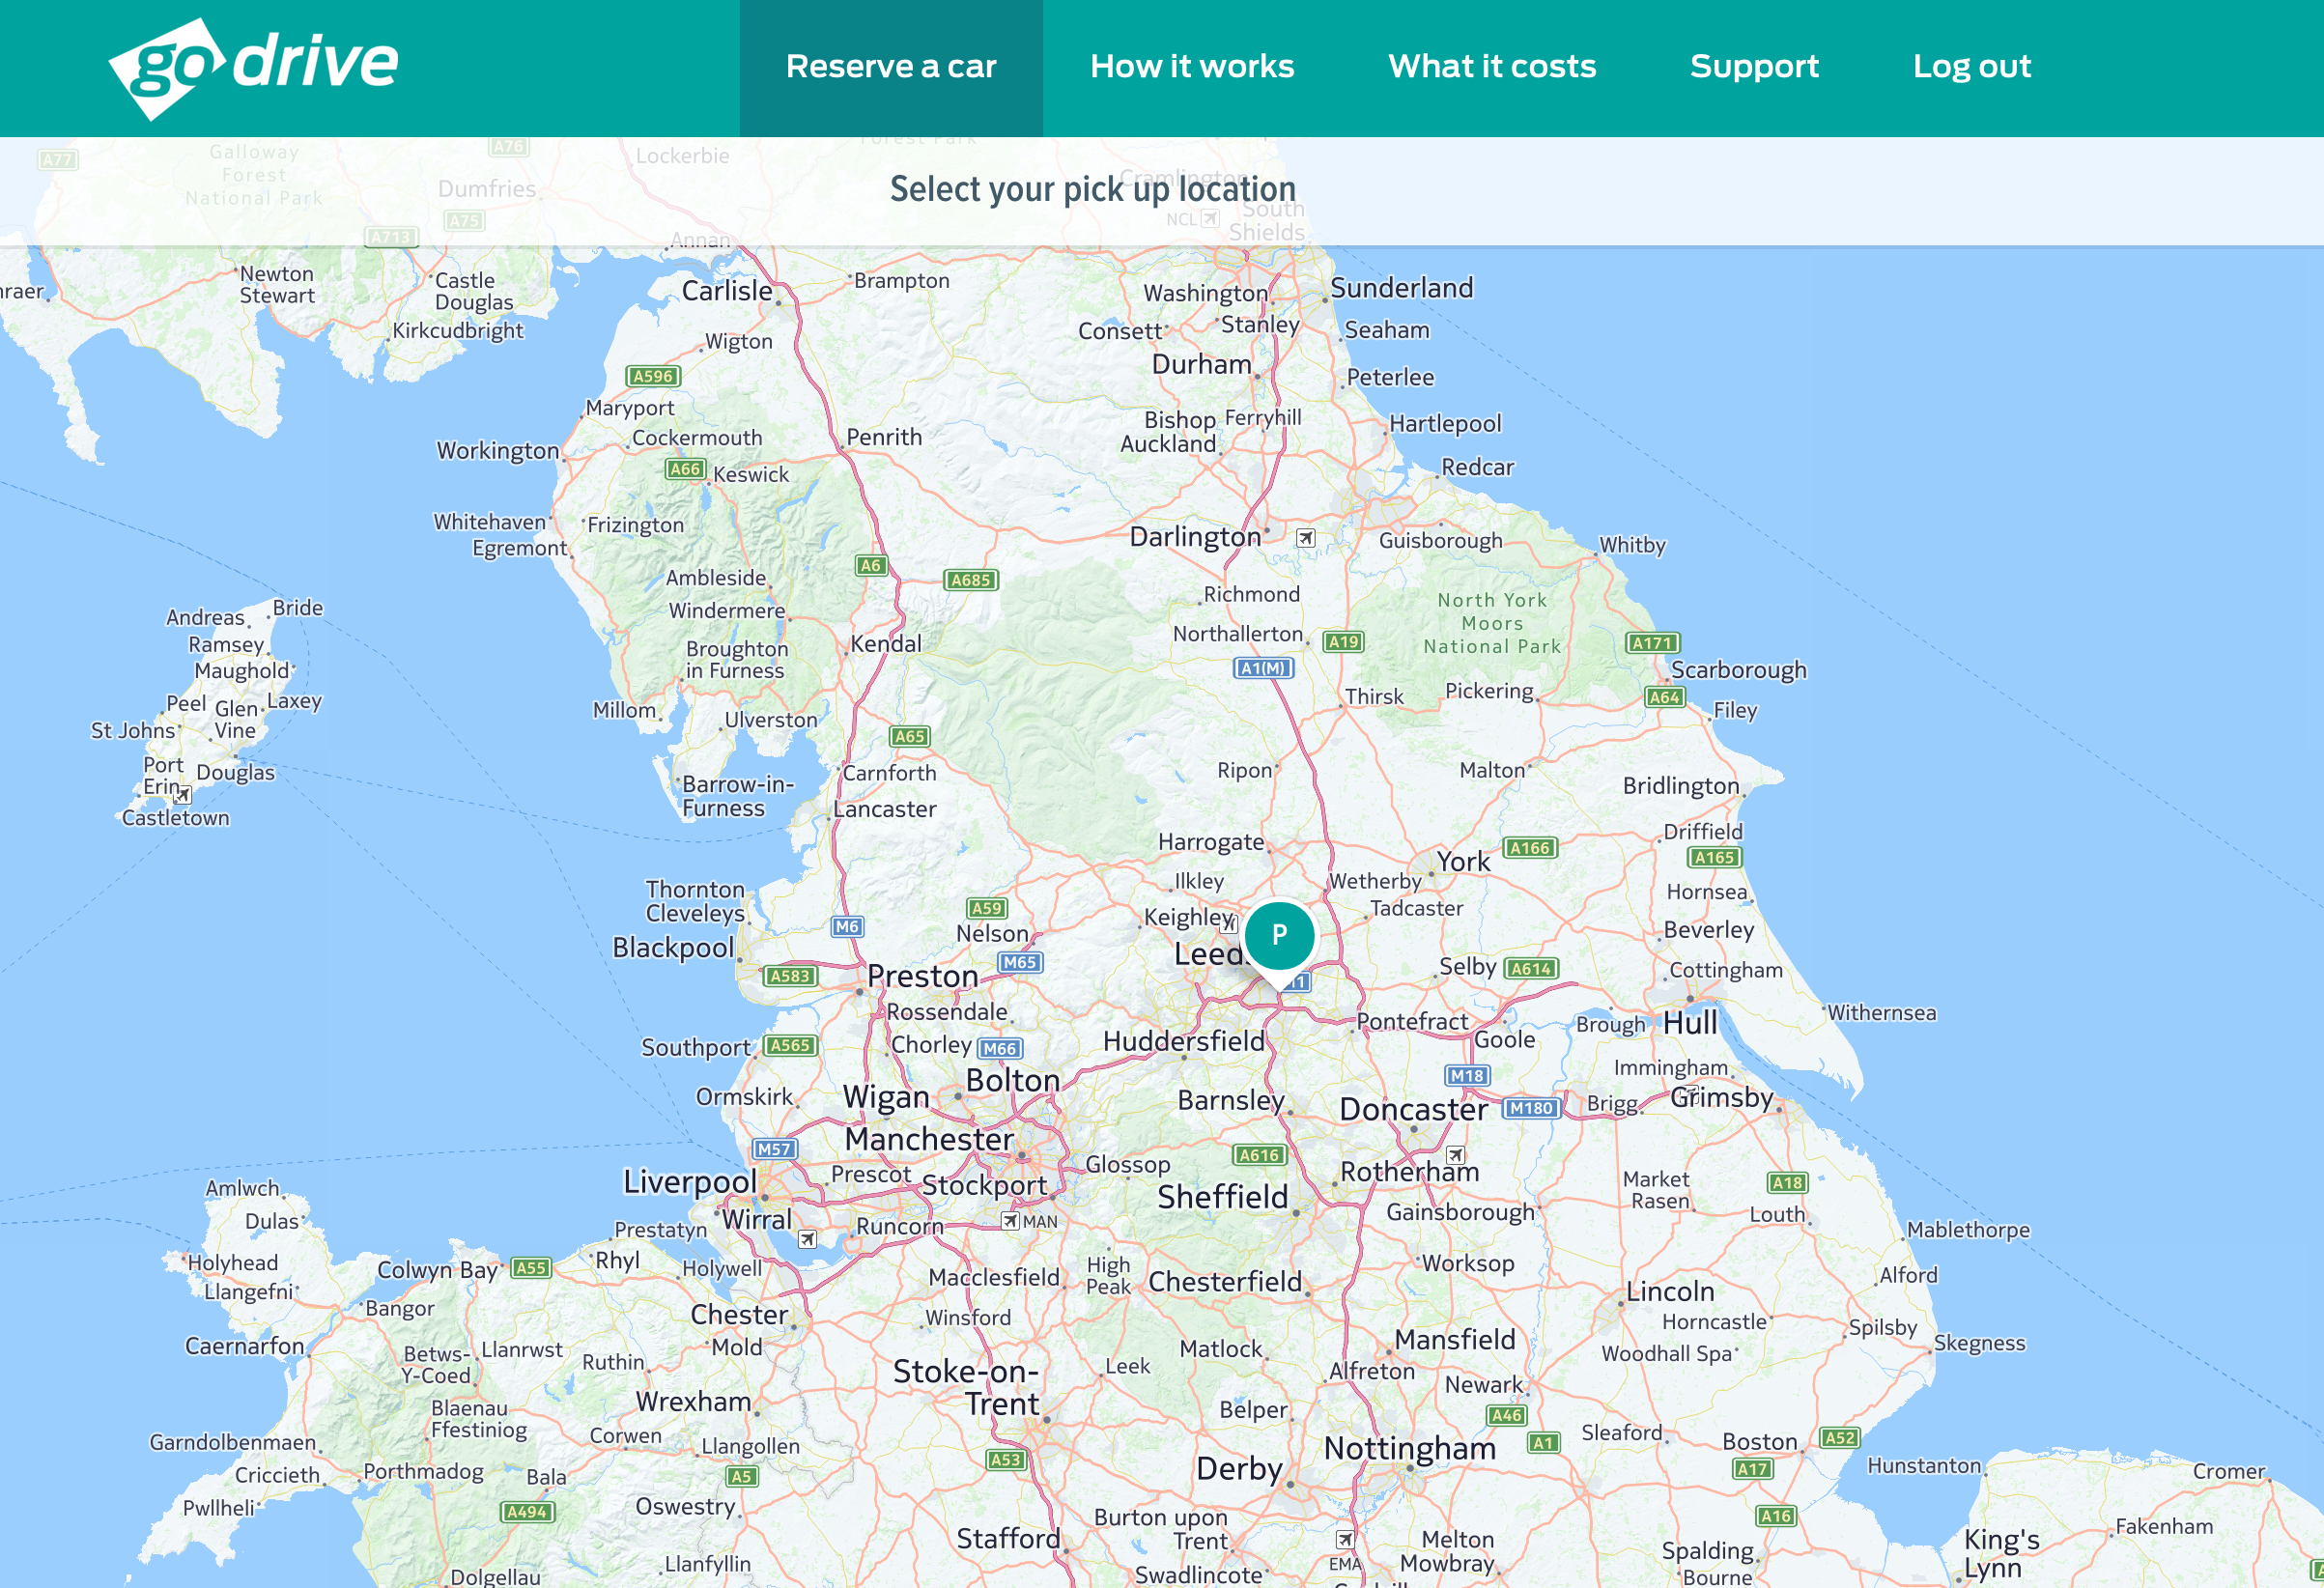 go drive
Reserve a car
How it works
What it costs
Support
Log out
Select your pick up location
A77
Galloway
Forest
National Park
A76
Lockerbie
Forest Park
Dumfries
A75
A713
Annan
Cramlington
NCL
South
Shields
Newton
Stewart
Castle
Douglas
Kirkcudbright
Carlisle
Brampton
Wigton
A596
Washington
Sunderland
Consett
Stanley
Seaham
Durham
Peterlee
Maryport
Cockermouth
Workington
Penrith
A66
Keswick
Bishop
Auckland
Ferryhill
Hartlepool
Redcar
Whitehaven
Frizington
Egremont
Darlington
Guisborough
Whitby
A6
A685
Ambleside
Windermere
Richmond
North York
Moors
National Park
Andreas
Bride
Ramsey
Maughold
Northallerton
A19
A171
Broughton
in Furness
Kendal
A1(M)
Scarborough
A64
Peel
Glen
Vine
Laxey
St Johns
Millom
Ulverston
Thirsk
Pickering
Filey
A65
Port
Erin
Douglas
Castletown
Barrow-in-
Furness
Carnforth
Lancaster
Ripon
Malton
Bridlington
Harrogate
York
A166
Driffield
A165
Thornton
Cleveleys
Ilkley
Wetherby
Hornsea
M6
A59
Nelson
Keighley
Tadcaster
Beverley
P
Blackpool
M65
Leeds
Selby
A614
Cottingham
A583
Preston
Rossendale
Pontefract
Brough
Hull
Withernsea
Southport
A565
Chorley
M66
Huddersfield
Goole
Immingham
M18
Ormskirk
Wigan
Bolton
Barnsley
Doncaster
M180
Brigg
Grimsby
M57
Manchester
A616
Liverpool
Prescot
Stockport
Glossop
Rotherham
Market
Rasen
A18
Amlwch
Dulas
Wirral
Runcorn
MAN
Sheffield
Gainsborough
Louth
Mablethorpe
Prestatyn
Holyhead
Colwyn Bay
A55
Rhyl
Holywell
Macclesfield
High
Peak
Chesterfield
Worksop
Alford
Llangefni
Bangor
Chester
Winsford
Lincoln
Horncastle
Caernarfon
Betws-
Y-Coed
Llanrwst
Ruthin
Mold
Matlock
Mansfield
Woodhall Spa
Spilsby
Skegness
Stoke-on-
Trent
Leek
Alfreton
Newark
Wrexham
Blaenau
Ffestiniog
Belper
A46
Garndolbenmaen
Corwen
Llangollen
A53
Nottingham
A1
Sleaford
Boston
A52
Criccieth
Porthmadog
Bala
A5
Derby
A17
Hunstanton
Cromer
Pwllheli
A494
Oswestry
Burton upon
Trent
A16
Stafford
EMA
Melton
Mowbray
Spalding
King's
Lynn
Fakenham
Dolgellau
Llanfyllin
Swadlincote
Bourne